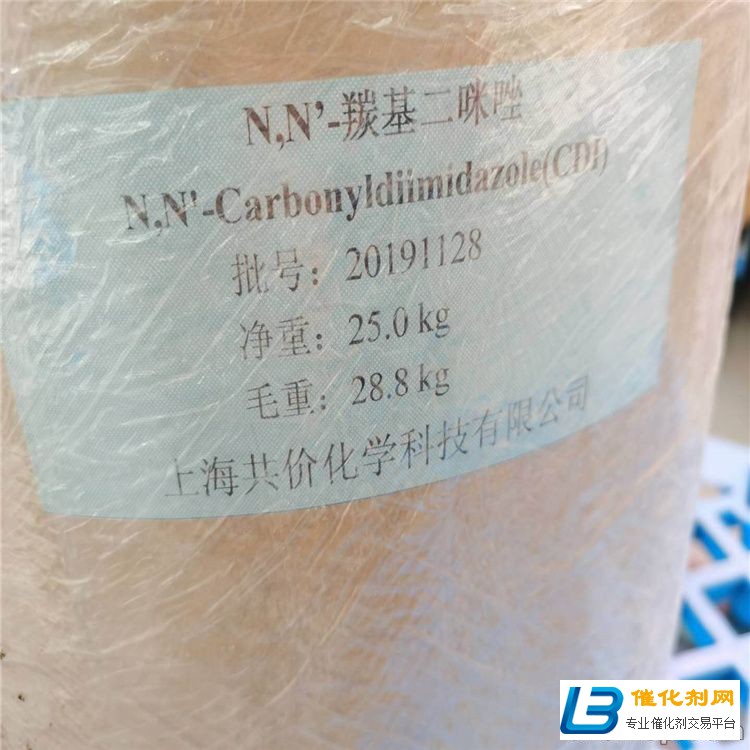 N,N'-羰基二咪唑
N,N'-Carbonyldiimidazole(CDI)
批号：20191128
净重：25.0 kg
毛重：28.8 kg
上海共价化学科技有限公司
LB 催化剂网
专业催化剂交易平台